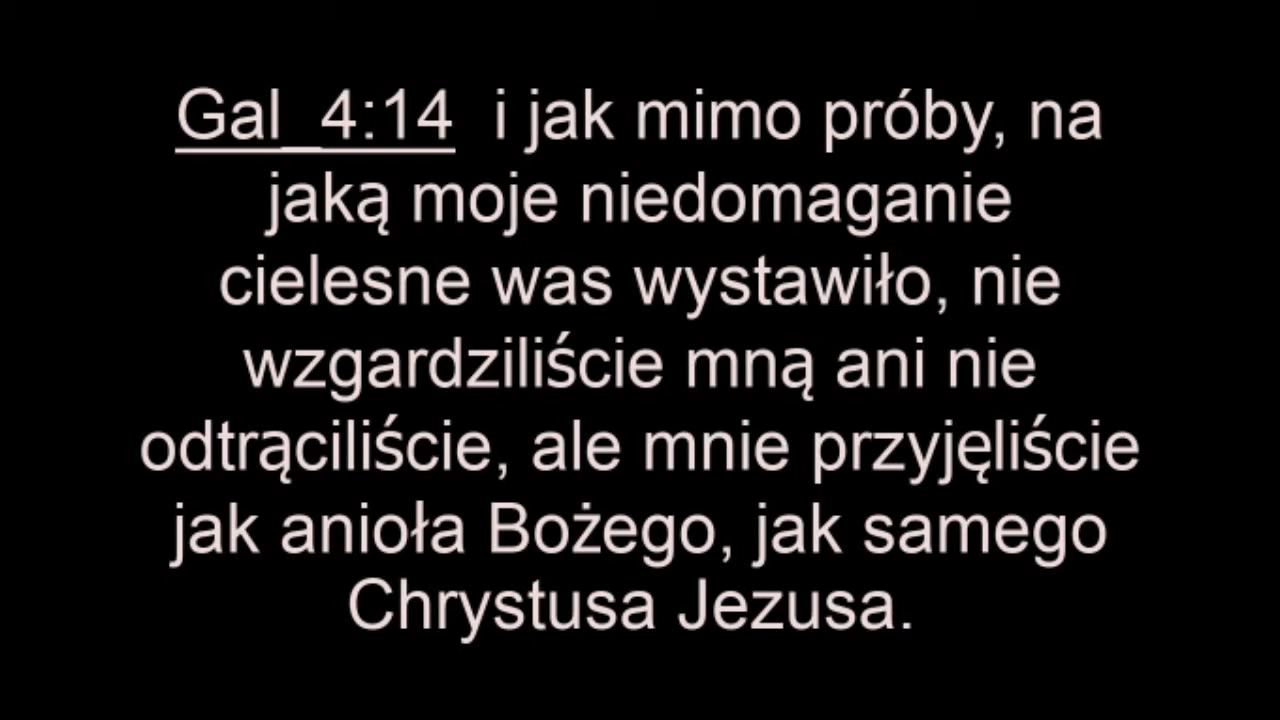 Gal_4:14 i jak mimo próby, na
jaką moje niedomaganie
cielesne was wystawiło, nie
wzgardziliście mną ani nie
odtrąciliście, ale mnie przyjęliście
jak anioła Bożego, jak samego
Chrystusa Jezusa.